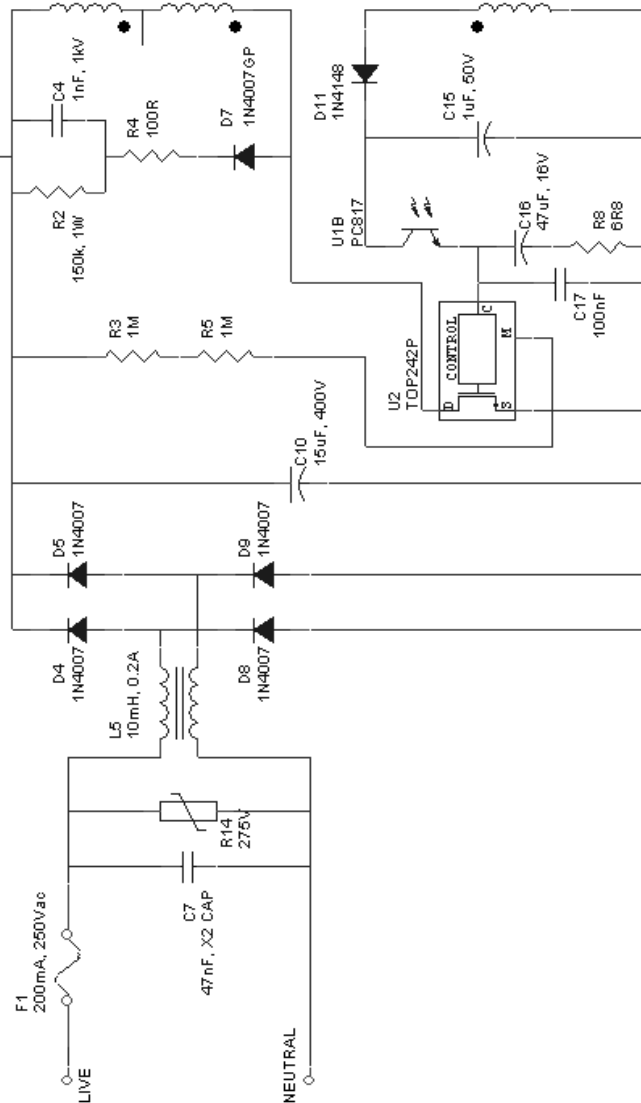 LIVE
NEUTRAL
F1
200mA, 250Vac
C7
47nF, X2 CAP
R14
275V
L5
10mH, 0.2A
D4
1N4007
D8
1N4007
D5
1N4007
D9
1N4007
C10
15uF, 400V
R3
1M
R5
1M
U2
TOP242P
CONTROL
D
S
C
M
R2
150k, 1W
C4
1nF, 1kV
R4
100R
D7
1N4007GP
U1B
PC817
D11
1N4148
C15
1uF, 50V
C16
47uF, 16V
R8
6R8
C17
100nF